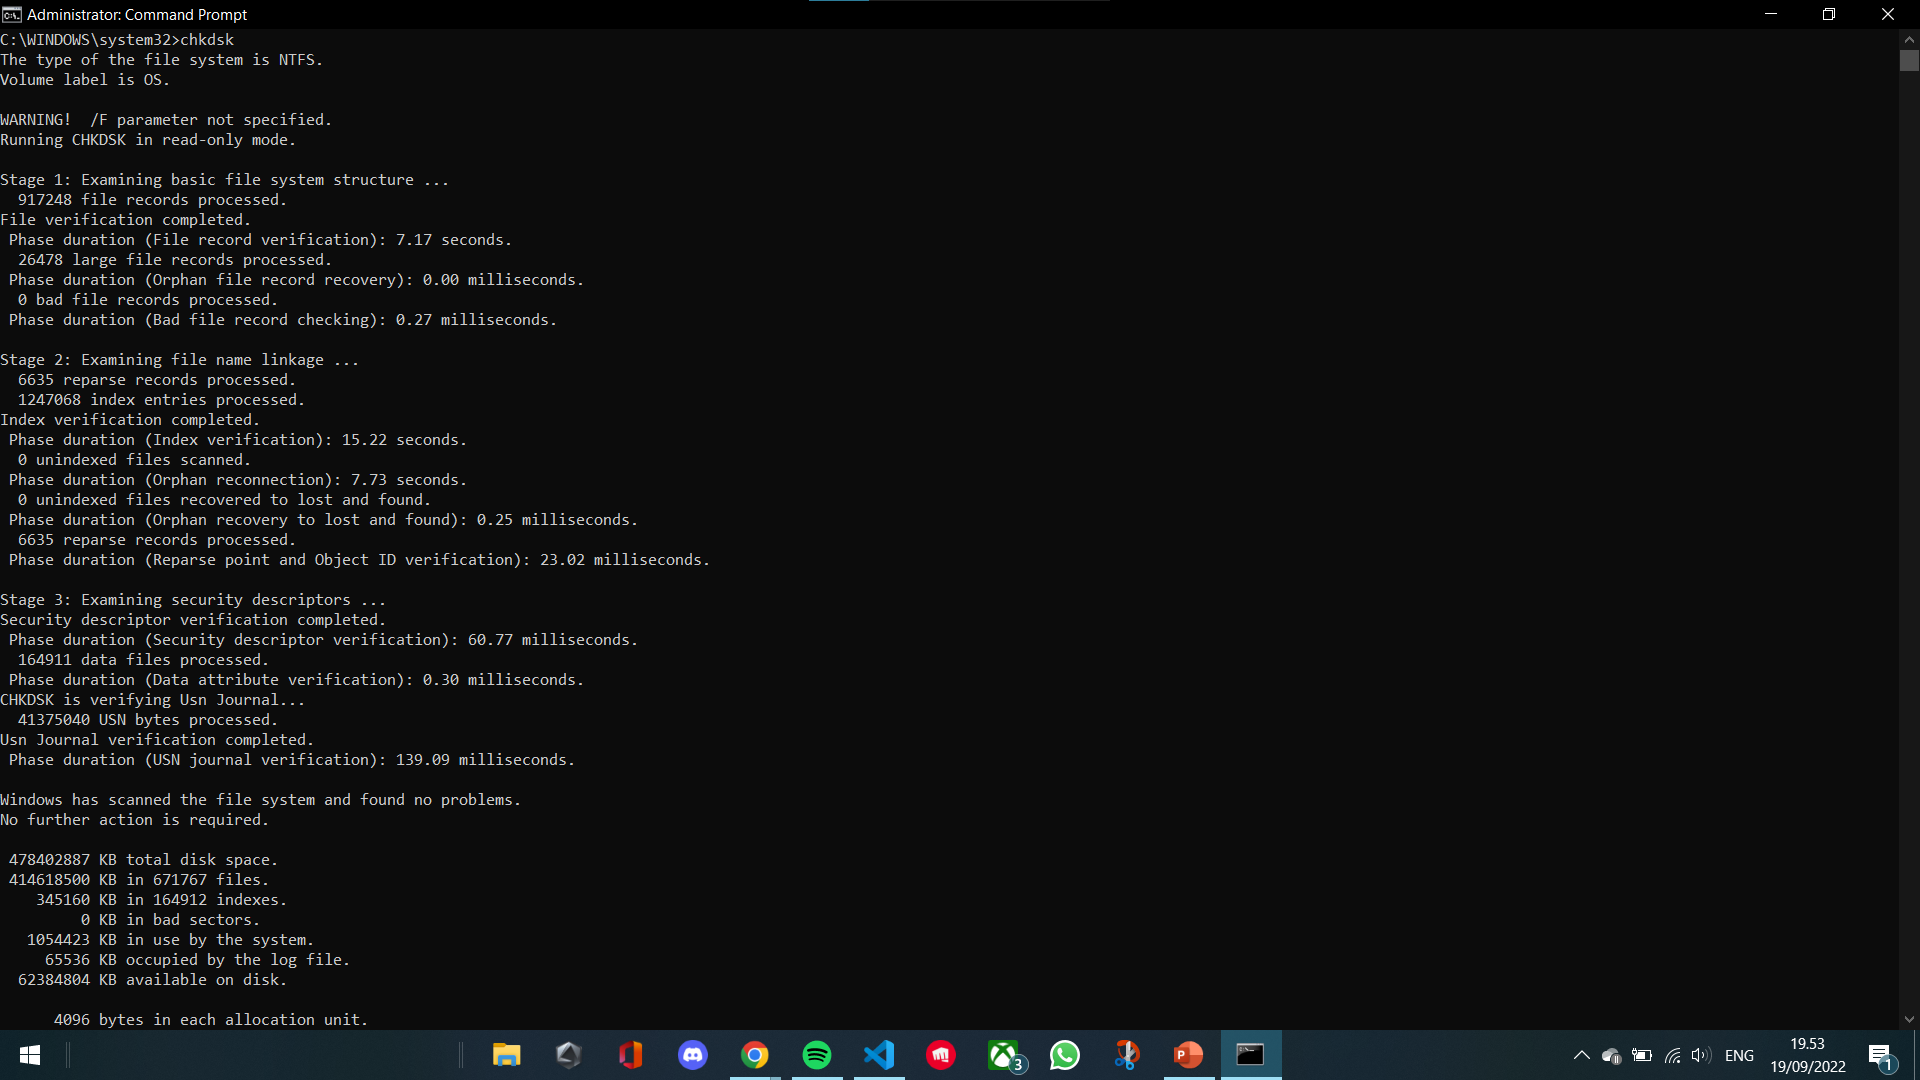 Administrator: Command Prompt
C:\WINDOWS\system32>chkdsk
The type of the file system is NTFS.
Volume label is OS.
WARNING!  /F parameter not specified.
Running CHKDSK in read-only mode.
Stage 1: Examining basic file system structure ...
  917248 file records processed.
File verification completed.
 Phase duration (File record verification): 7.17 seconds.
  26478 large file records processed.
 Phase duration (Orphan file record recovery): 0.00 milliseconds.
  0 bad file records processed.
 Phase duration (Bad file record checking): 0.27 milliseconds.
Stage 2: Examining file name linkage ...
  6635 reparse records processed.
  1247068 index entries processed.
Index verification completed.
 Phase duration (Index verification): 15.22 seconds.
  0 unindexed files scanned.
 Phase duration (Orphan reconnection): 7.73 seconds.
  0 unindexed files recovered to lost and found.
 Phase duration (Orphan recovery to lost and found): 0.25 milliseconds.
  6635 reparse records processed.
 Phase duration (Reparse point and Object ID verification): 23.02 milliseconds.
Stage 3: Examining security descriptors ...
Security descriptor verification completed.
 Phase duration (Security descriptor verification): 60.77 milliseconds.
  164911 data files processed.
 Phase duration (Data attribute verification): 0.30 milliseconds.
CHKDSK is verifying Usn Journal...
  41375040 USN bytes processed.
Usn Journal verification completed.
 Phase duration (USN journal verification): 139.09 milliseconds.
Windows has scanned the file system and found no problems.
No further action is required.
 478402887 KB total disk space.
 414618500 KB in 671767 files.
    345160 KB in 164912 indexes.
         0 KB in bad sectors.
   1054423 KB in use by the system.
     65536 KB occupied by the log file.
  62384804 KB available on disk.
      4096 bytes in each allocation unit.
3
P
ENG
19.53
19/09/2022
1